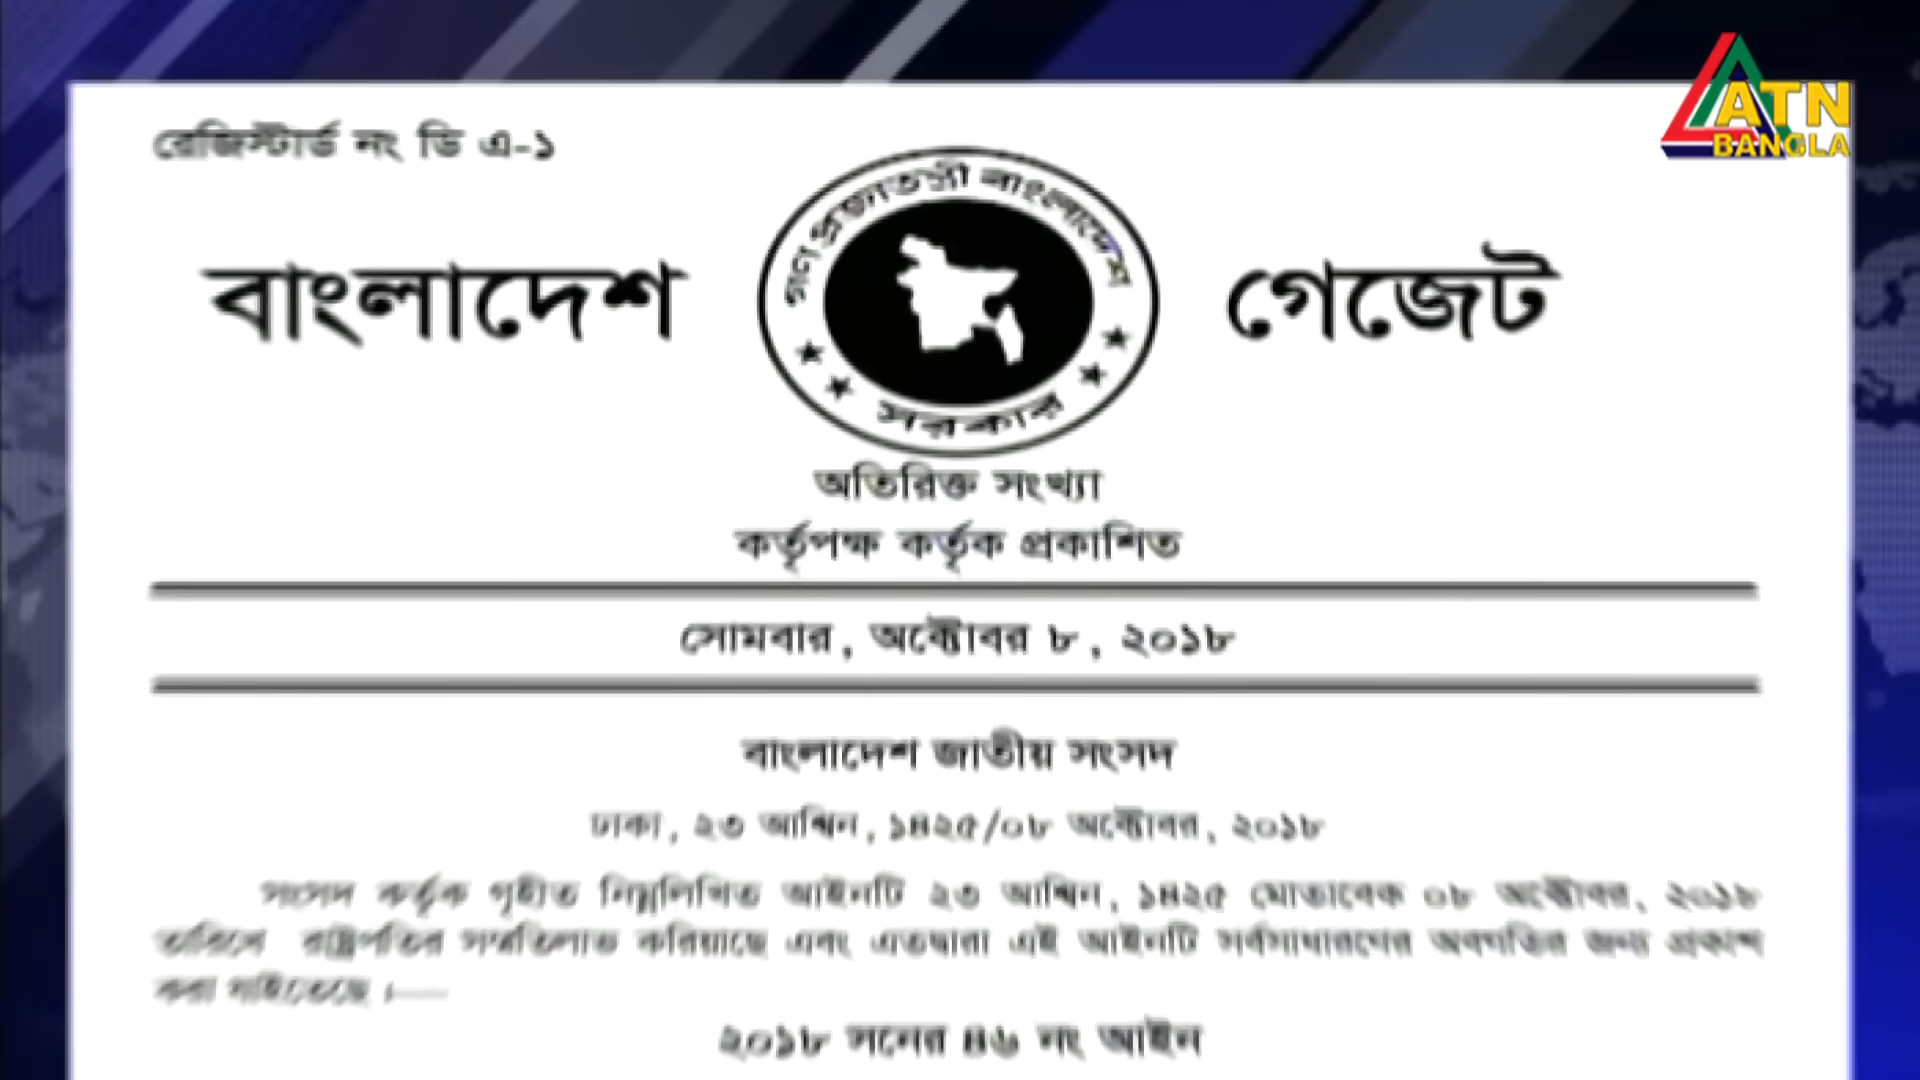 রেজিস্টার্ড নং ডি এ-১
ATN
BANGLA
গণপ্রজাতন্ত্রী বাংলাদেশ
বাংলাদেশ
গেজেট
সরকার
অতিরিক্ত সংখ্যা
কর্তৃপক্ষ কর্তৃক প্রকাশিত
সোমবার, অক্টোবর ৮, ২০১৮
বাংলাদেশ জাতীয় সংসদ
ঢাকা, ২৩ আশ্বিন, ১৪২৫/০৮ অক্টোবর, ২০১৮
সংসদ কর্তৃক গৃহীত নিম্নলিখিত আইনটি ২৩ আশ্বিন, ১৪২৫ মোতাবেক ০৮ অক্টোবর, ২০১৮
তারিখে রাষ্ট্রপতির সম্মতিলাভ করিয়াছে এবং এতদ্বারা এই আইনটি সর্বসাধারণের অবগতির জন্য প্রকাশ
করা যাইতেছে।—
২০১৮ সনের ৪৬ নং আইন